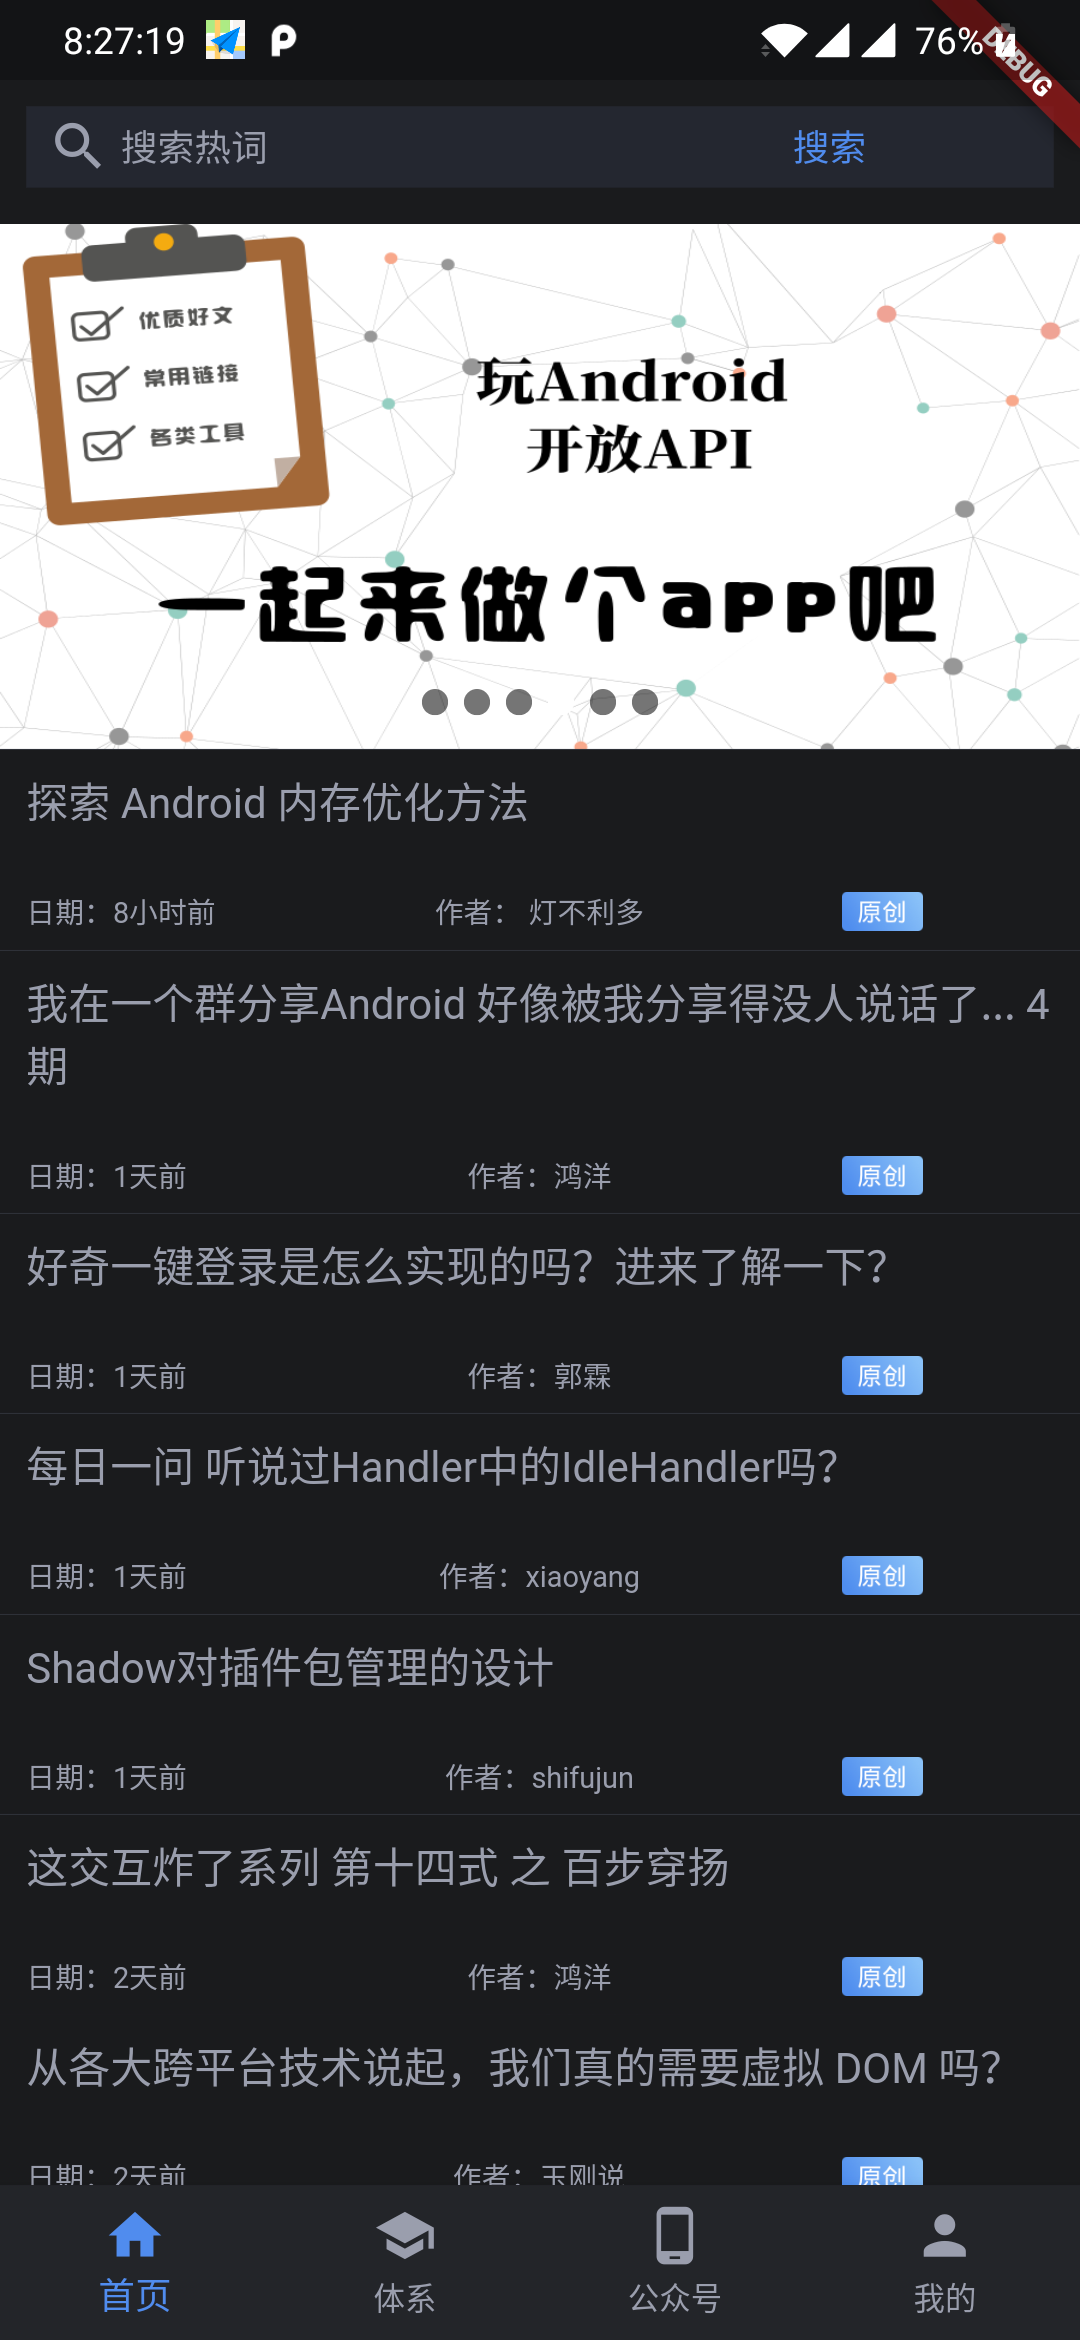 8:27:19 76%
DEBUG
搜索热词 搜索
优质好文
常用链接
各类工具
玩Android
开放API
一起来做个app吧
探索 Android 内存优化方法
日期：8小时前 作者： 灯不利多 原创
我在一个群分享Android 好像被我分享得没人说话了... 4
期
日期：1天前 作者：鸿洋 原创
好奇一键登录是怎么实现的吗？进来了解一下？
日期：1天前 作者：郭霖 原创
每日一问 听说过Handler中的IdleHandler吗？
日期：1天前 作者：xiaoyang 原创
Shadow对插件包管理的设计
日期：1天前 作者：shifujun 原创
这交互炸了系列 第十四式 之 百步穿扬
日期：2天前 作者：鸿洋 原创
从各大跨平台技术说起，我们真的需要虚拟 DOM 吗？
日期：2天前 作者：玉刚说 原创
首页 体系 公众号 我的